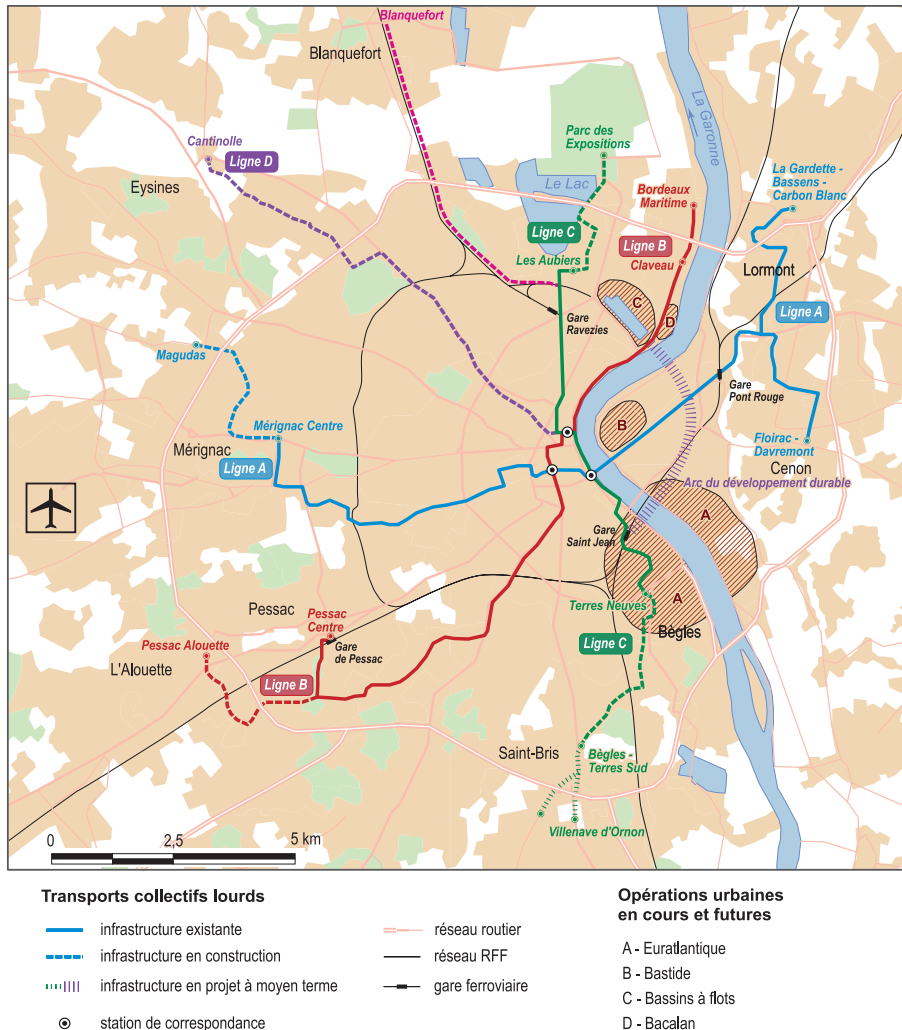 Blanquefort
Blanquefort
La Garonne
Cantinolle
Ligne D
Parc des
Expositions
Eysines
Le Lac
Bordeaux
Maritime
La Gardette -
Bassens -
Carbon Blanc
Ligne C
Ligne B
Les Aubiers
Claveau
Lormont
C
D
Ligne A
Gare
Ravezies
Magudas
Gare
Pont Rouge
Mérignac Centre
B
Mérignac
Ligne A
Floirac -
Davremont
Cenon
Arc du développement durable
A
Gare
Saint Jean
A
Terres Neuves
Pessac
Pessac
Centre
Bègles
Pessac Alouette
Gare
de Pessac
Ligne C
L'Alouette
Ligne B
Saint-Bris
Bègles -
Terres Sud
Villenave d'Ornon
0 2,5 5 km
Transports collectifs lourds
infrastructure existante
infrastructure en construction
infrastructure en projet à moyen terme
station de correspondance
réseau routier
réseau RFF
gare ferroviaire
Opérations urbaines
en cours et futures
A - Euratlantique
B - Bastide
C - Bassins à flots
D - Bacalan